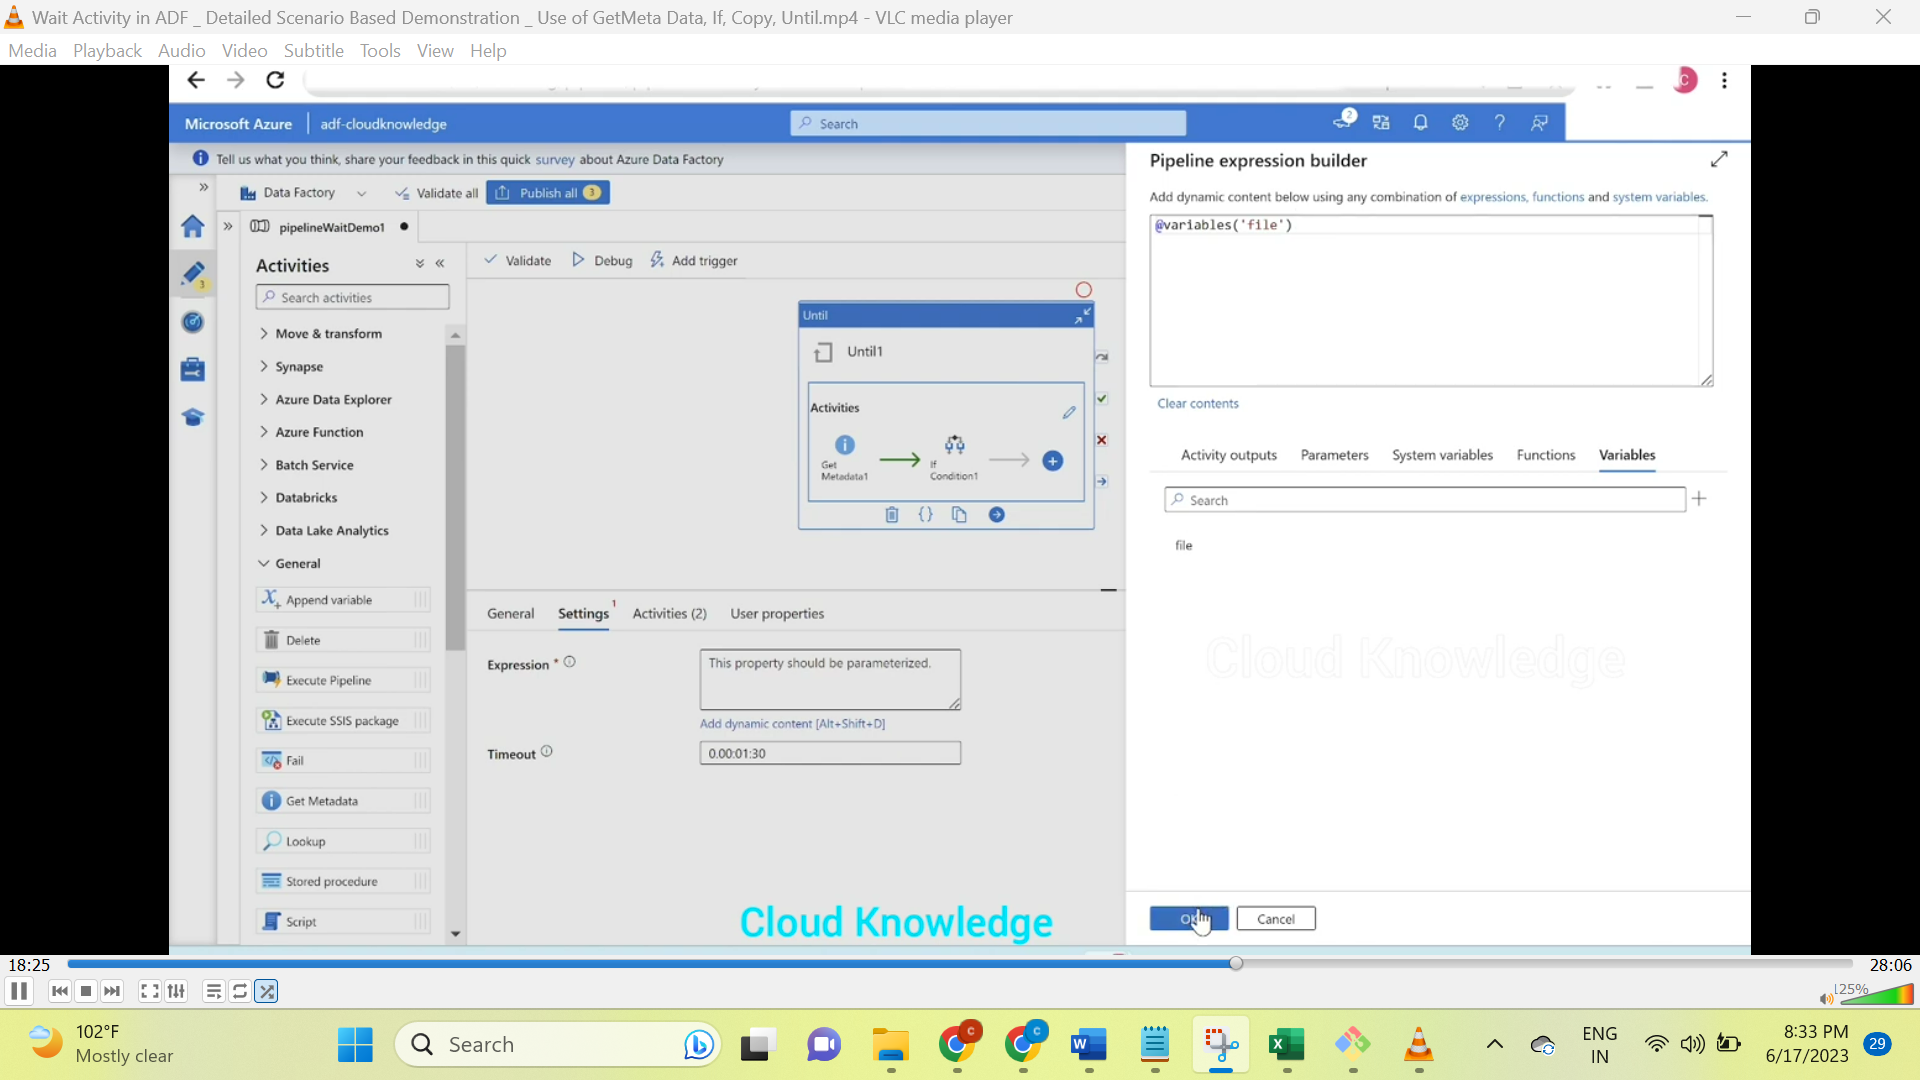 Wait Activity in ADF _ Detailed Scenario Based Demonstration _ Use of GetMeta Data, If, Copy, Until.mp4 - VLC media player
Media Playback Audio Video Subtitle Tools View Help
C
Microsoft Azure adf-cloudknowledge Search 2
Tell us what you think, share your feedback in this quick survey about Azure Data Factory
Data Factory Validate all Publish all 3
pipelineWaitDemo1
Activities
Search activities
3
Move & transform
Synapse
Azure Data Explorer
Azure Function
Batch Service
Databricks
Data Lake Analytics
General
Append variable
Delete
Execute Pipeline
Execute SSIS package
Fail
Get Metadata
Lookup
Stored procedure
Script
Validate Debug Add trigger
Until
Until1
Activities
Get Metadata1
If Condition1
General Settings 1 Activities (2) User properties
Expression * This property should be parameterized.
Add dynamic content [Alt+Shift+D]
Timeout 0.00:01:30
Cloud Knowledge
Pipeline expression builder
Add dynamic content below using any combination of expressions, functions and system variables.
@variables('file')
Clear contents
Activity outputs Parameters System variables Functions Variables
Search
file
Cloud Knowledge
OK Cancel
18:25 28:06
125%
102°F
Mostly clear
Search
C C
ENG
IN
8:33 PM
6/17/2023
29